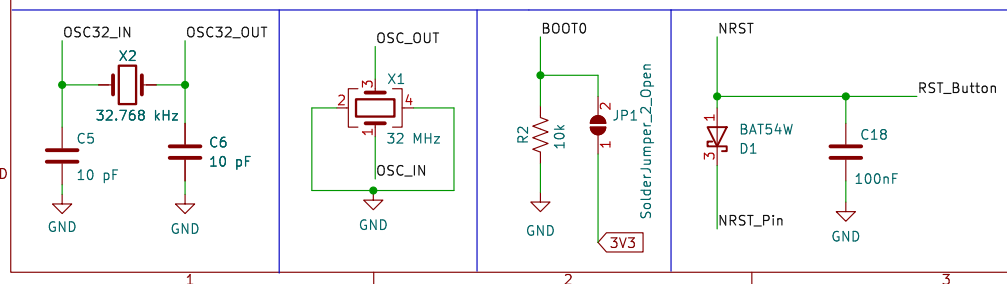 OSC32_IN
OSC32_OUT
X2
32.768 kHz
C5
10 pF
C6
10 pF
GND
GND
OSC_OUT
X1
3
2
4
1
32 MHz
OSC_IN
GND
BOOT0
R2
10k
2
JP1
1
SolderJumper_2_Open
GND
3V3
NRST
RST_Button
1
BAT54W
D1
3
C18
100nF
NRST_Pin
GND
D
1
2
3